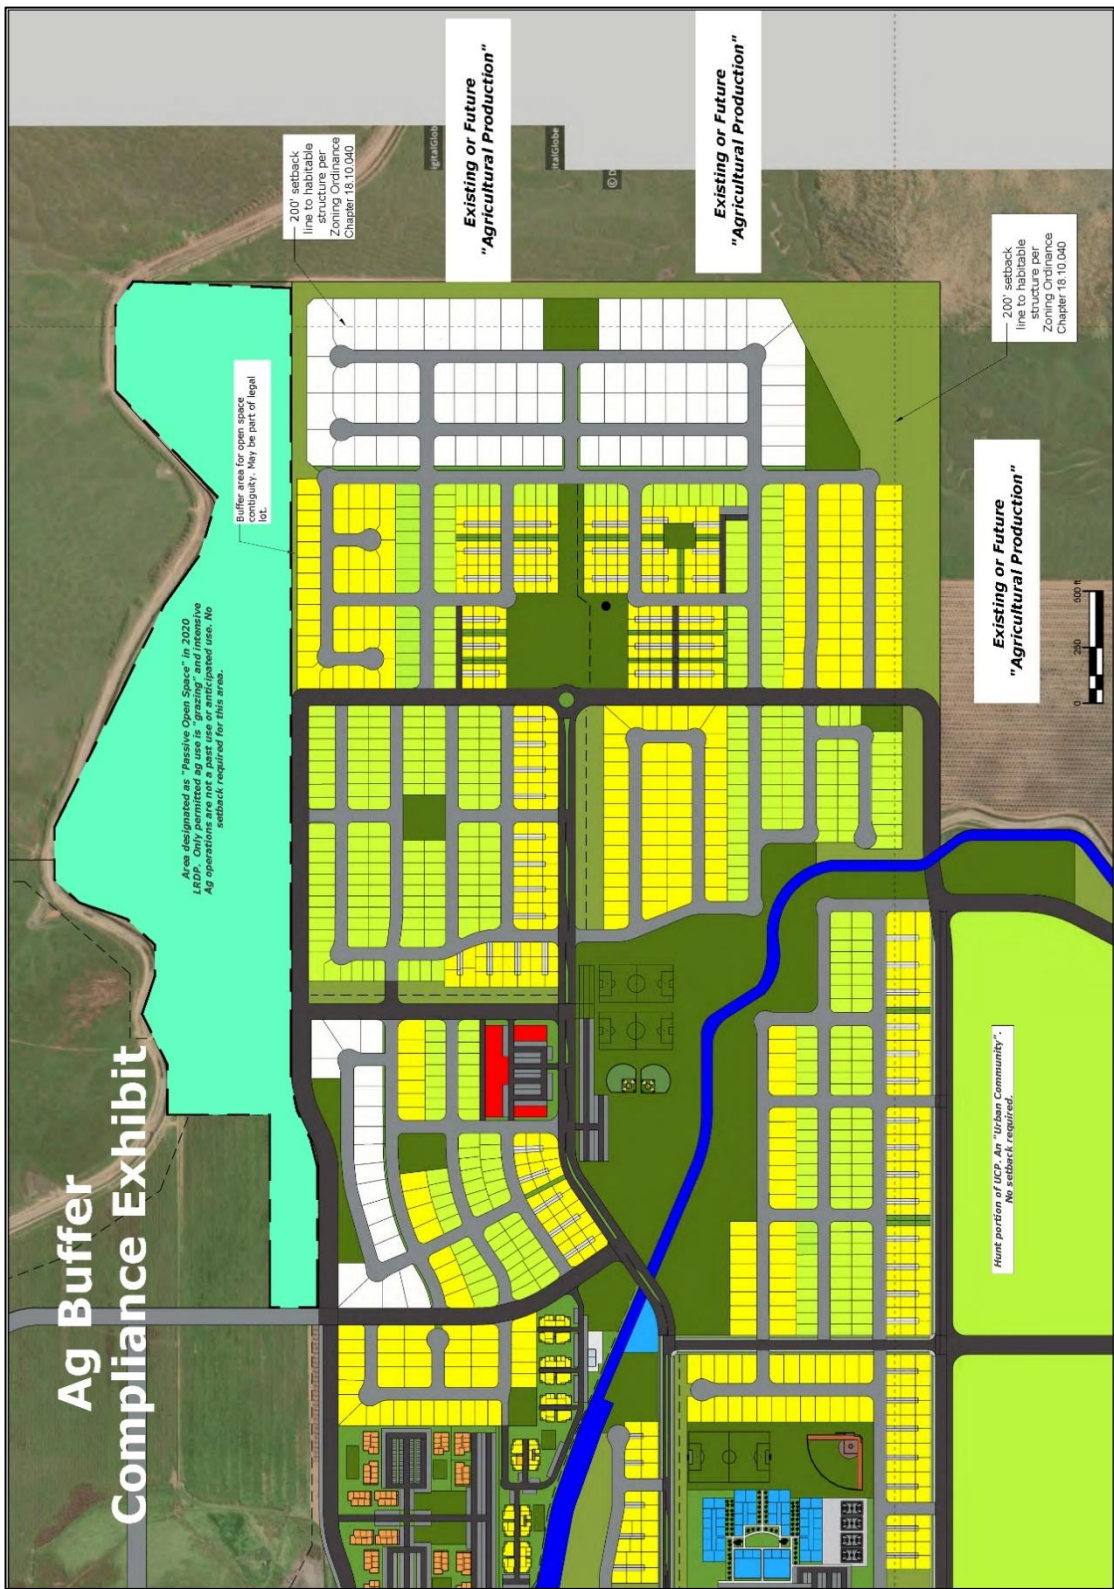 Ag Buffer
Compliance Exhibit
200' setback
line to habitable
structure per
Zoning Ordinance
Chapter 18.10.040
Existing or Future
"Agricultural Production"
Existing or Future
"Agricultural Production"
200' setback
line to habitable
structure per
Zoning Ordinance
Chapter 18.10.040
Buffer area for open space
contiguity. May be part of legal
lot.
Area designated as "Passive Open Space" in 2020
LRDP. Only permitted ag use is "grazing" and intensive
Ag operations are not a past use or anticipated use. No
setback required for this area.
Existing or Future
"Agricultural Production"
0 250 500 ft
Hunt portion of UCP. An "Urban Community".
No setback required.
igitalGlobe
italGlobe
© D